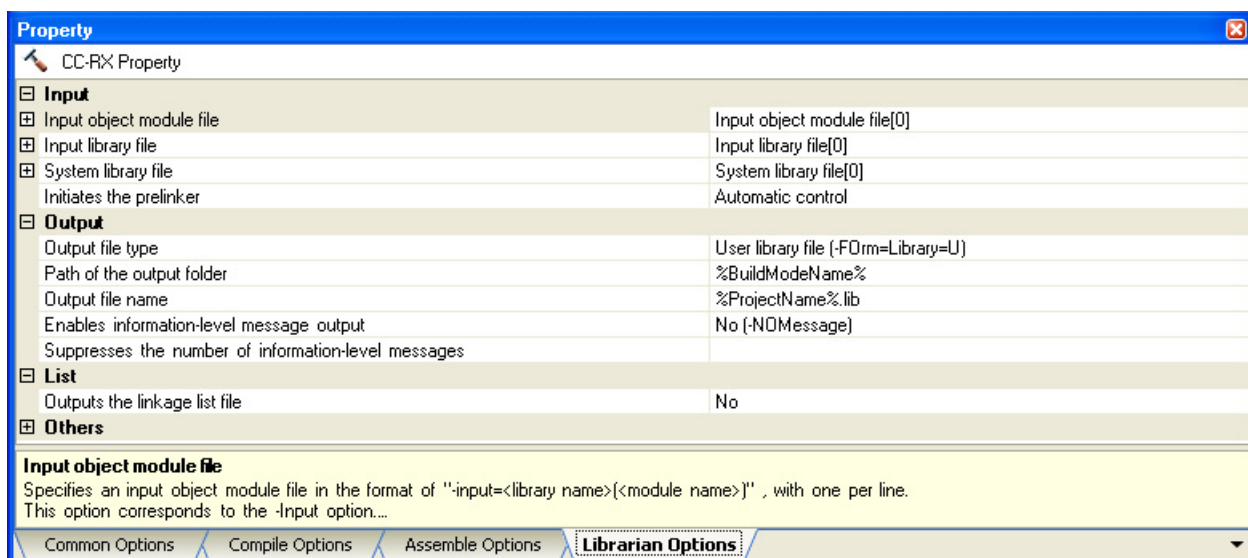 Property
CC-RX Property
Input
Input object module file Input object module file[0]
Input library file Input library file[0]
System library file System library file[0]
Initiates the prelinker Automatic control
Output
Output file type User library file (-FOrm=Library=U)
Path of the output folder %BuildModeName%
Output file name %ProjectName%.lib
Enables information-level message output No (-NOMessage)
Suppresses the number of information-level messages
List
Outputs the linkage list file No
Others
Input object module file
Specifies an input object module file in the format of "-input=<library name>(<module name>)" , with one per line.
This option corresponds to the -Input option....
Common Options Compile Options Assemble Options Librarian Options